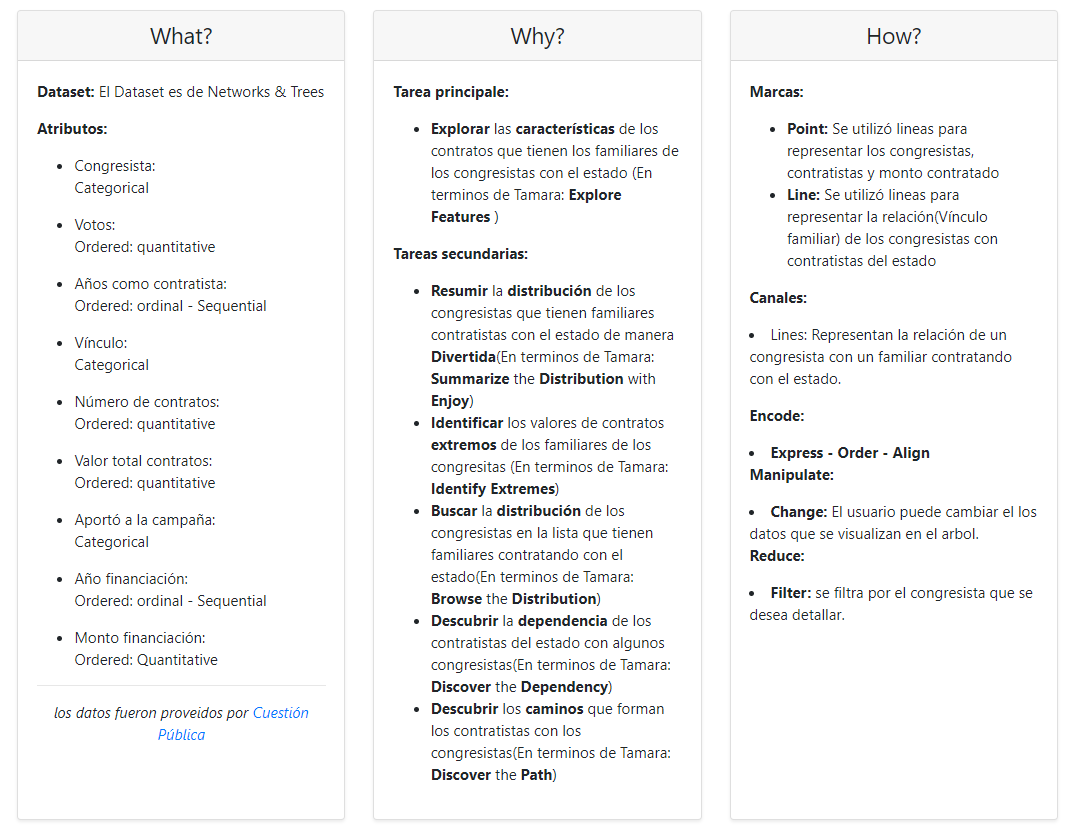 What?
Dataset: El Dataset es de Networks & Trees
Atributos:
Congresista:
Categorical
Votos:
Ordered: quantitative
Años como contratista:
Ordered: ordinal - Sequential
Vínculo:
Categorical
Número de contratos:
Ordered: quantitative
Valor total contratos:
Ordered: quantitative
Aportó a la campaña:
Categorical
Año financiación:
Ordered: ordinal - Sequential
Monto financiación:
Ordered: Quantitative
los datos fueron proveidos por Cuestión
Pública
Why?
Tarea principale:
Explorar las características de los
contratos que tienen los familiares de
los congresistas con el estado (En
terminos de Tamara: Explore
Features )
Tareas secundarias:
Resumir la distribución de los
congresistas que tienen familiares
contratistas con el estado de manera
Divertida(En terminos de Tamara:
Summarize the Distribution with
Enjoy)
Identificar los valores de contratos
extremos de los familiares de los
congresitas (En terminos de Tamara:
Identify Extremes)
Buscar la distribución de los
congresistas en la lista que tienen
familiares contratando con el
estado(En terminos de Tamara:
Browse the Distribution)
Descubrir la dependencia de los
contratistas del estado con algunos
congresistas(En terminos de Tamara:
Discover the Dependency)
Descubrir los caminos que forman
los contratistas con los
congresistas(En terminos de Tamara:
Discover the Path)
How?
Marcas:
Point: Se utilizó lineas para
representar los congresistas,
contratistas y monto contratado
Line: Se utilizó lineas para
representar la relación(Vínculo
familiar) de los congresistas con
contratistas del estado
Canales:
Lines: Representan la relación de un
congresista con un familiar contratando
con el estado.
Encode:
Express - Order - Align
Manipulate:
Change: El usuario puede cambiar el los
datos que se visualizan en el arbol.
Reduce:
Filter: se filtra por el congresista que se
desea detallar.